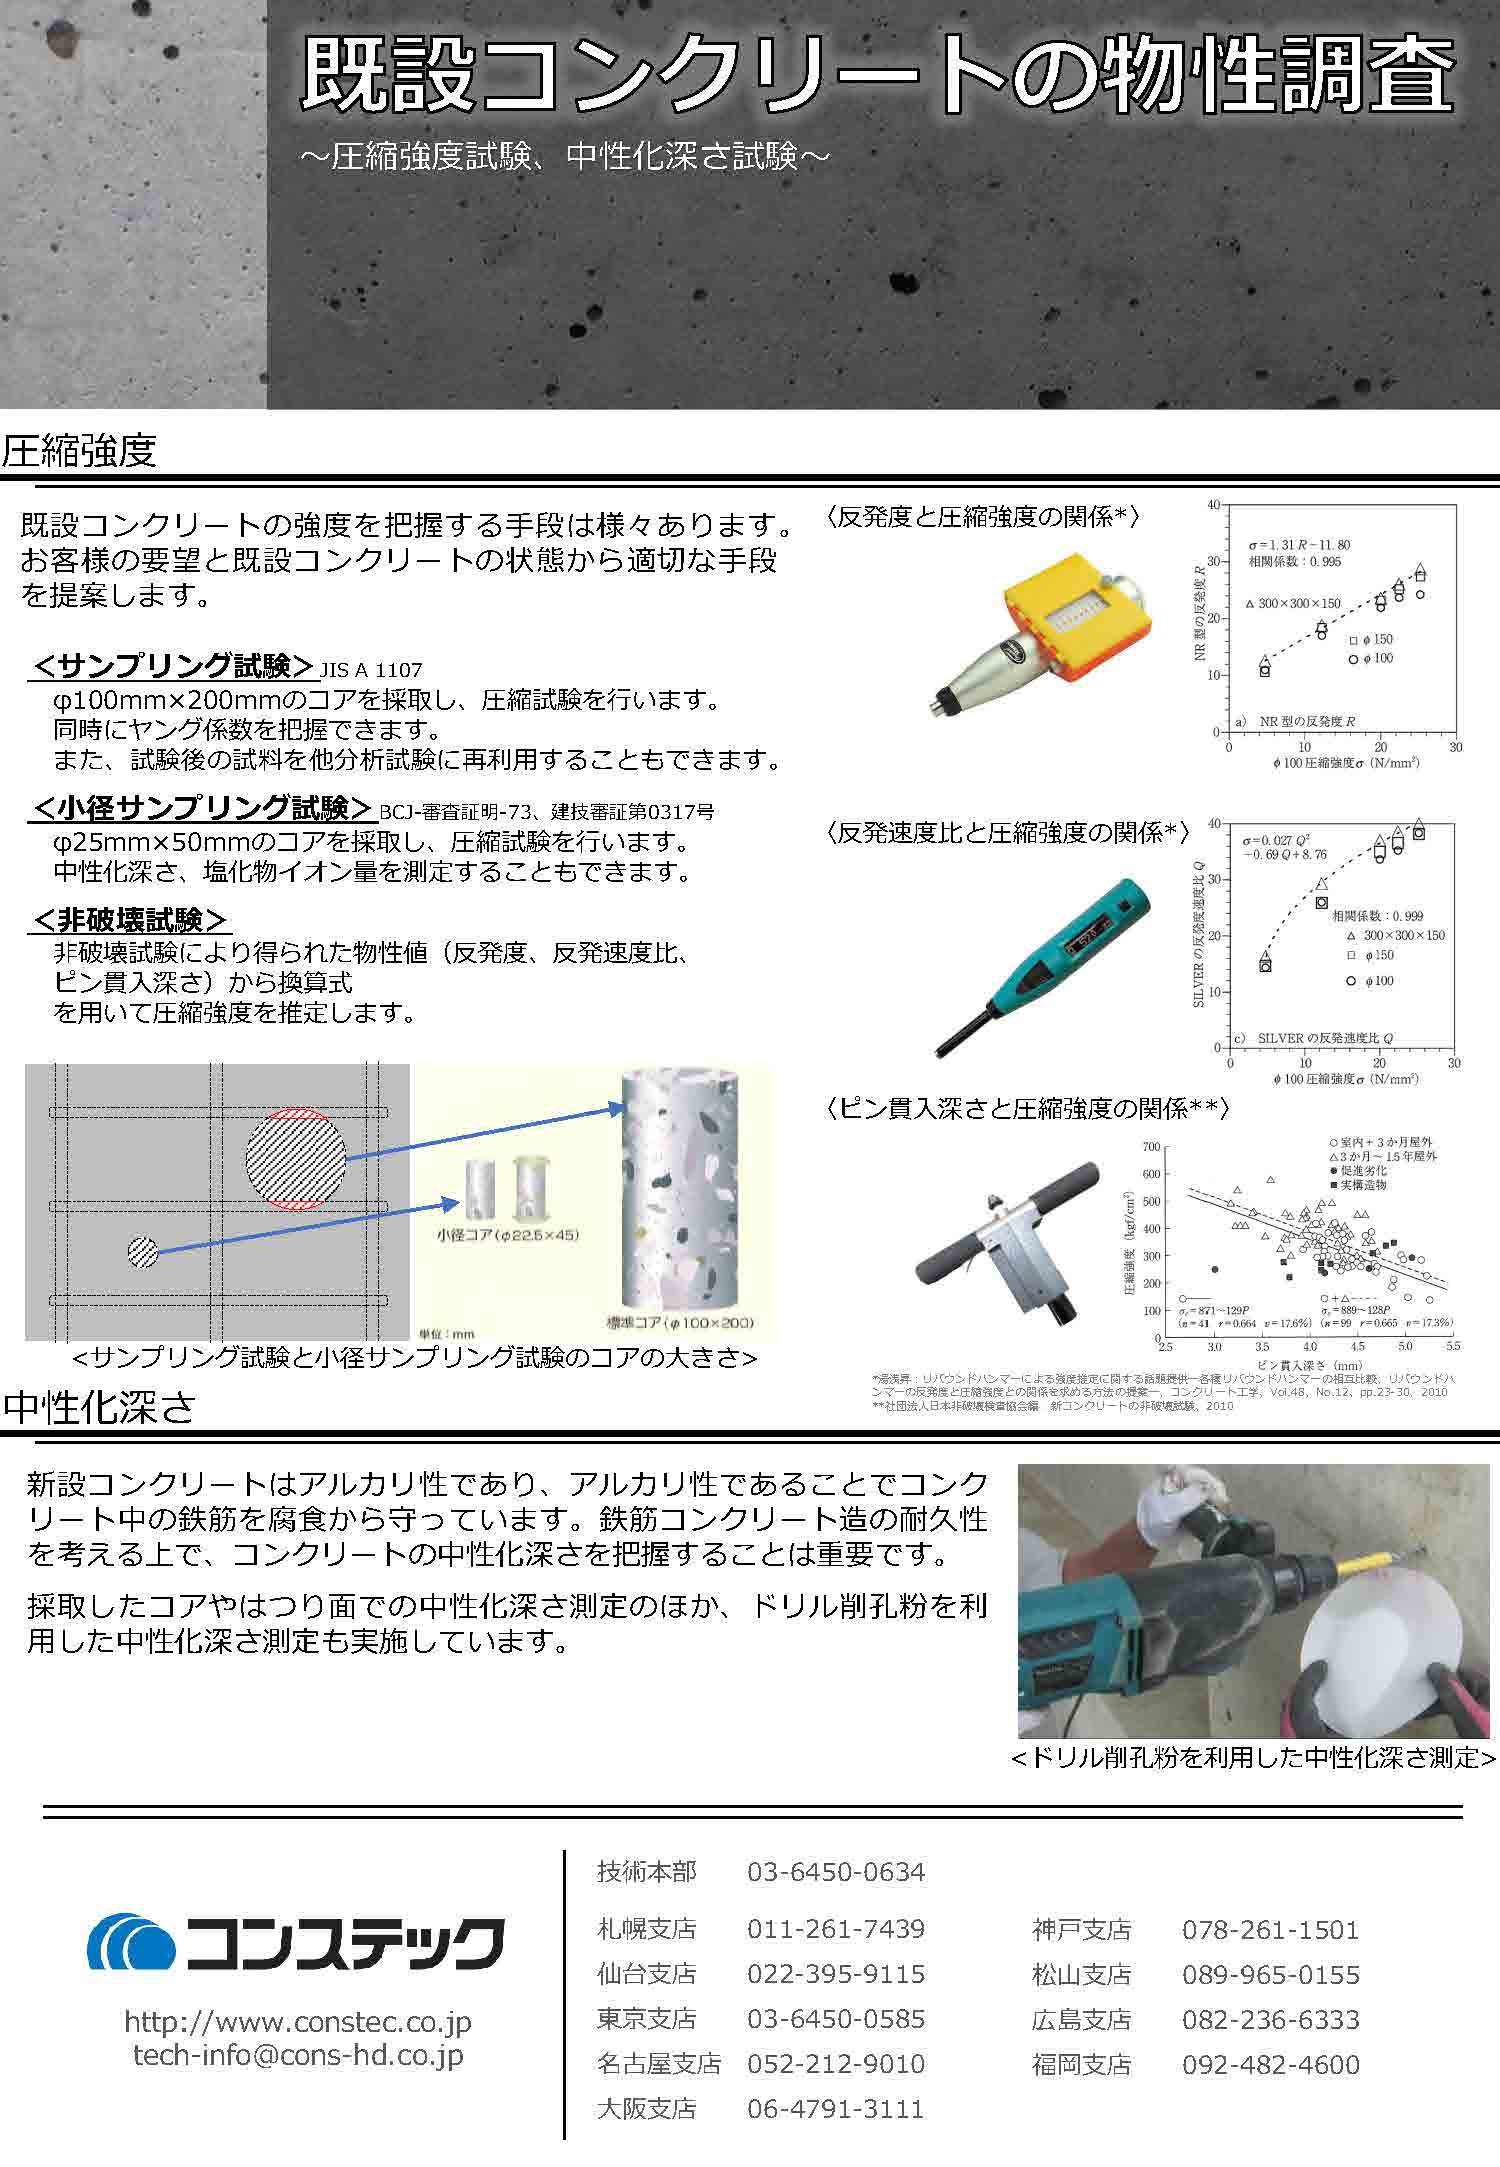 既設コンクリートの物性調査
～圧縮強度試験、中性化深さ試験～
圧縮強度
既設コンクリートの強度を把握する手段は様々あります。
お客様の要望と既設コンクリートの状態から適切な手段
を提案します。
＜サンプリング試験＞JIS A 1107
φ100mm×200mmのコアを採取し、圧縮試験を行います。
同時にヤング係数を把握できます。
また、試験後の試料を他分析試験に再利用することもできます。
＜小径サンプリング試験＞BCJ-審査証明-73、建技審証第0317号
φ25mm×50mmのコアを採取し、圧縮試験を行います。
中性化深さ、塩化物イオン量を測定することもできます。
＜非破壊試験＞
非破壊試験により得られた物性値（反発度、反発速度比、
ピン貫入深さ）から換算式
を用いて圧縮強度を推定します。
小径コア(φ22.5×45)
標準コア(φ100×200)
単位：mm
<サンプリング試験と小径サンプリング試験のコアの大きさ>
〈反発度と圧縮強度の関係*〉
40
30
20
10
0
NR型の反発度 R
σ=1.31R−11.80
相関係数：0.995
△ 300×300×150
□ φ150
○ φ100
a) NR型の反発度 R
0 10 20 30
φ100圧縮強度σ (N/mm²)
〈反発速度比と圧縮強度の関係*〉
40
30
20
10
0
SILVERの反発度速度比 Q
σ=0.027Q²
−0.69Q+8.76
相関係数：0.999
△ 300×300×150
□ φ150
○ φ100
c) SILVERの反発速度比 Q
0 10 20 30
φ100圧縮強度σ (N/mm²)
〈ピン貫入深さと圧縮強度の関係**〉
700
600
500
400
300
200
100
0
圧縮強度 (kgf/cm²)
○室内+3か月屋外
△3か月～1.5年屋外
●促進劣化
■実構造物
○——
σc=871～129P
(n=41 r=0.664 v=17.6%)
○+△-----
σc=889～128P
(n=99 r=0.665 v=17.3%)
2.5 3.0 3.5 4.0 4.5 5.0 5.5
ピン貫入深さ (mm)
*湯浅昇：リバウンドハンマーによる強度推定に関する話題提供―各種リバウンドハンマーの相互比較、リバウンドハ
ンマーの反発度と圧縮強度との関係を求める方法の提案―, コンクリート工学, Vol.48, No.12, pp.23-30, 2010
**社団法人日本非破壊検査協会編 新コンクリートの非破壊試験, 2010
中性化深さ
新設コンクリートはアルカリ性であり、アルカリ性であることでコンク
リート中の鉄筋を腐食から守っています。鉄筋コンクリート造の耐久性
を考える上で、コンクリートの中性化深さを把握することは重要です。
採取したコアやはつり面での中性化深さ測定のほか、ドリル削孔粉を利
用した中性化深さ測定も実施しています。
<ドリル削孔粉を利用した中性化深さ測定>
コンステック
http://www.constec.co.jp
tech-info@cons-hd.co.jp
技術本部 03-6450-0634
札幌支店 011-261-7439
仙台支店 022-395-9115
東京支店 03-6450-0585
名古屋支店 052-212-9010
大阪支店 06-4791-3111
神戸支店 078-261-1501
松山支店 089-965-0155
広島支店 082-236-6333
福岡支店 092-482-4600